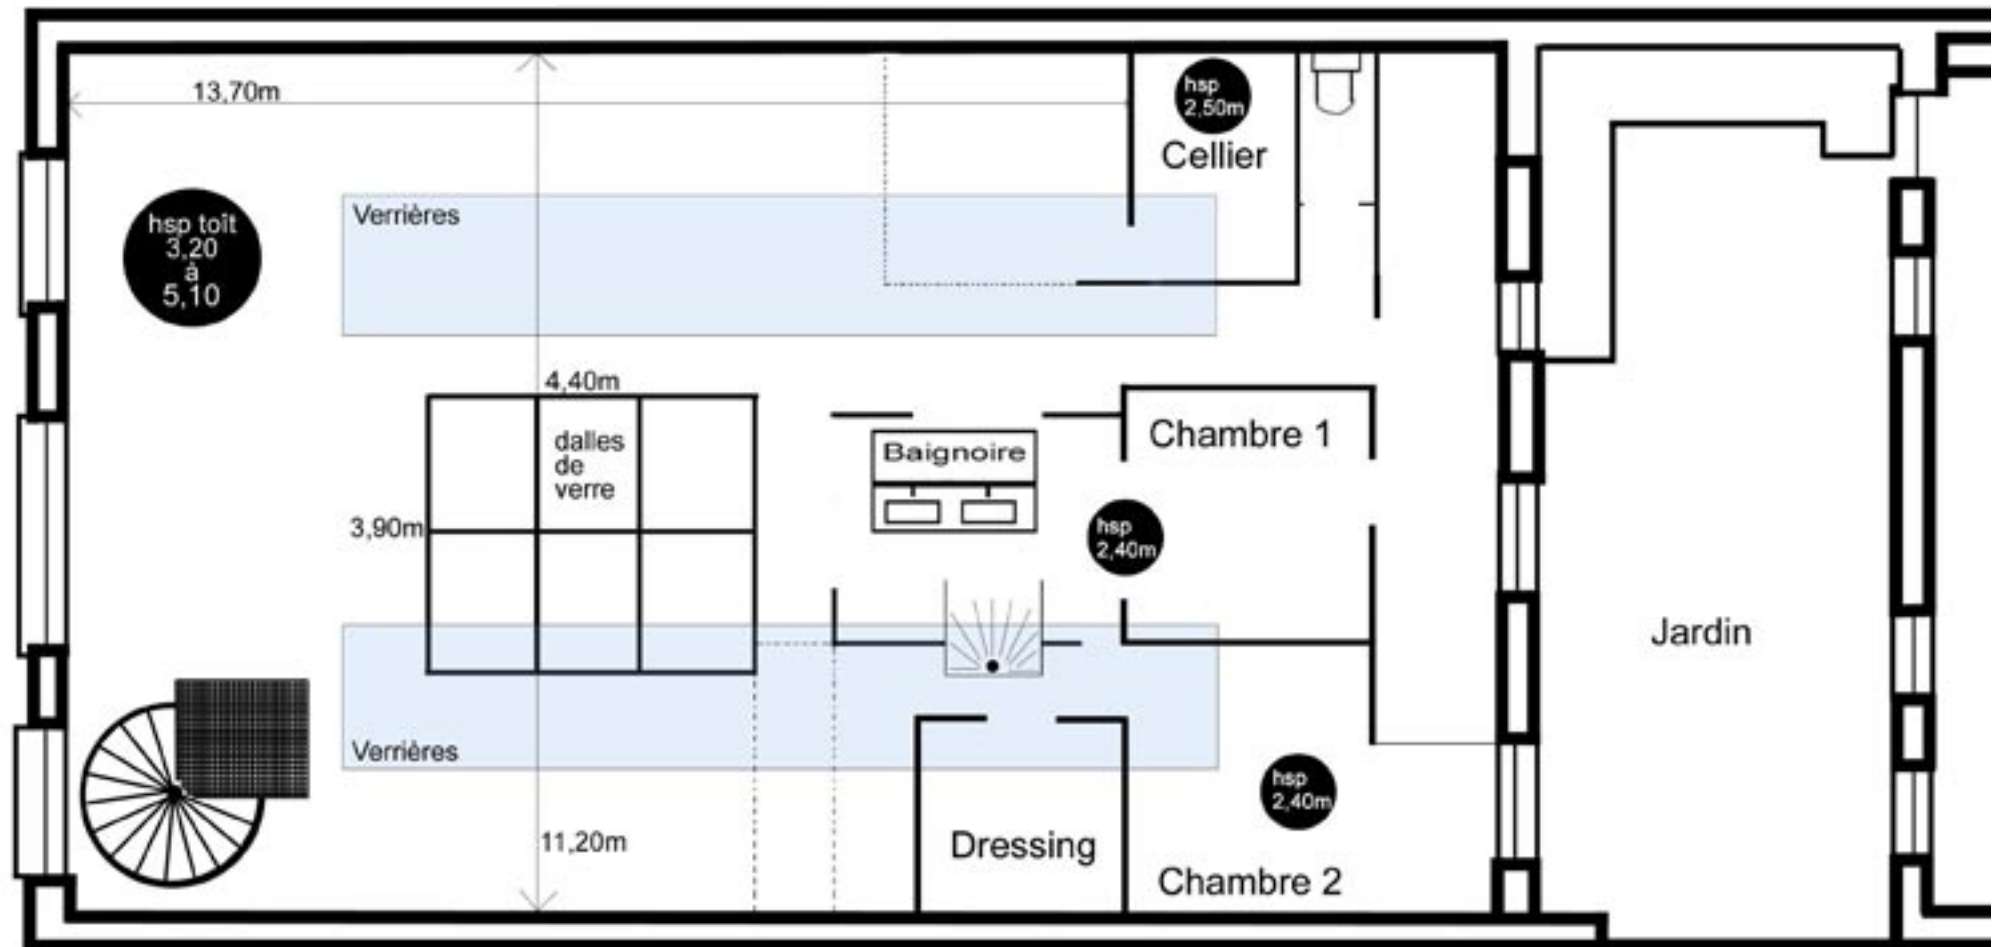 13,70m
hsp
2,50m
Cellier
Verrières
hsp toît
3,20
à
5,10
4,40m
dalles
de
verre
3,90m
Baignoire
Chambre 1
hsp
2,40m
Jardin
Verrières
hsp
2,40m
11,20m
Dressing
Chambre 2